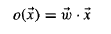 o(x⃗) = w⃗ · x⃗